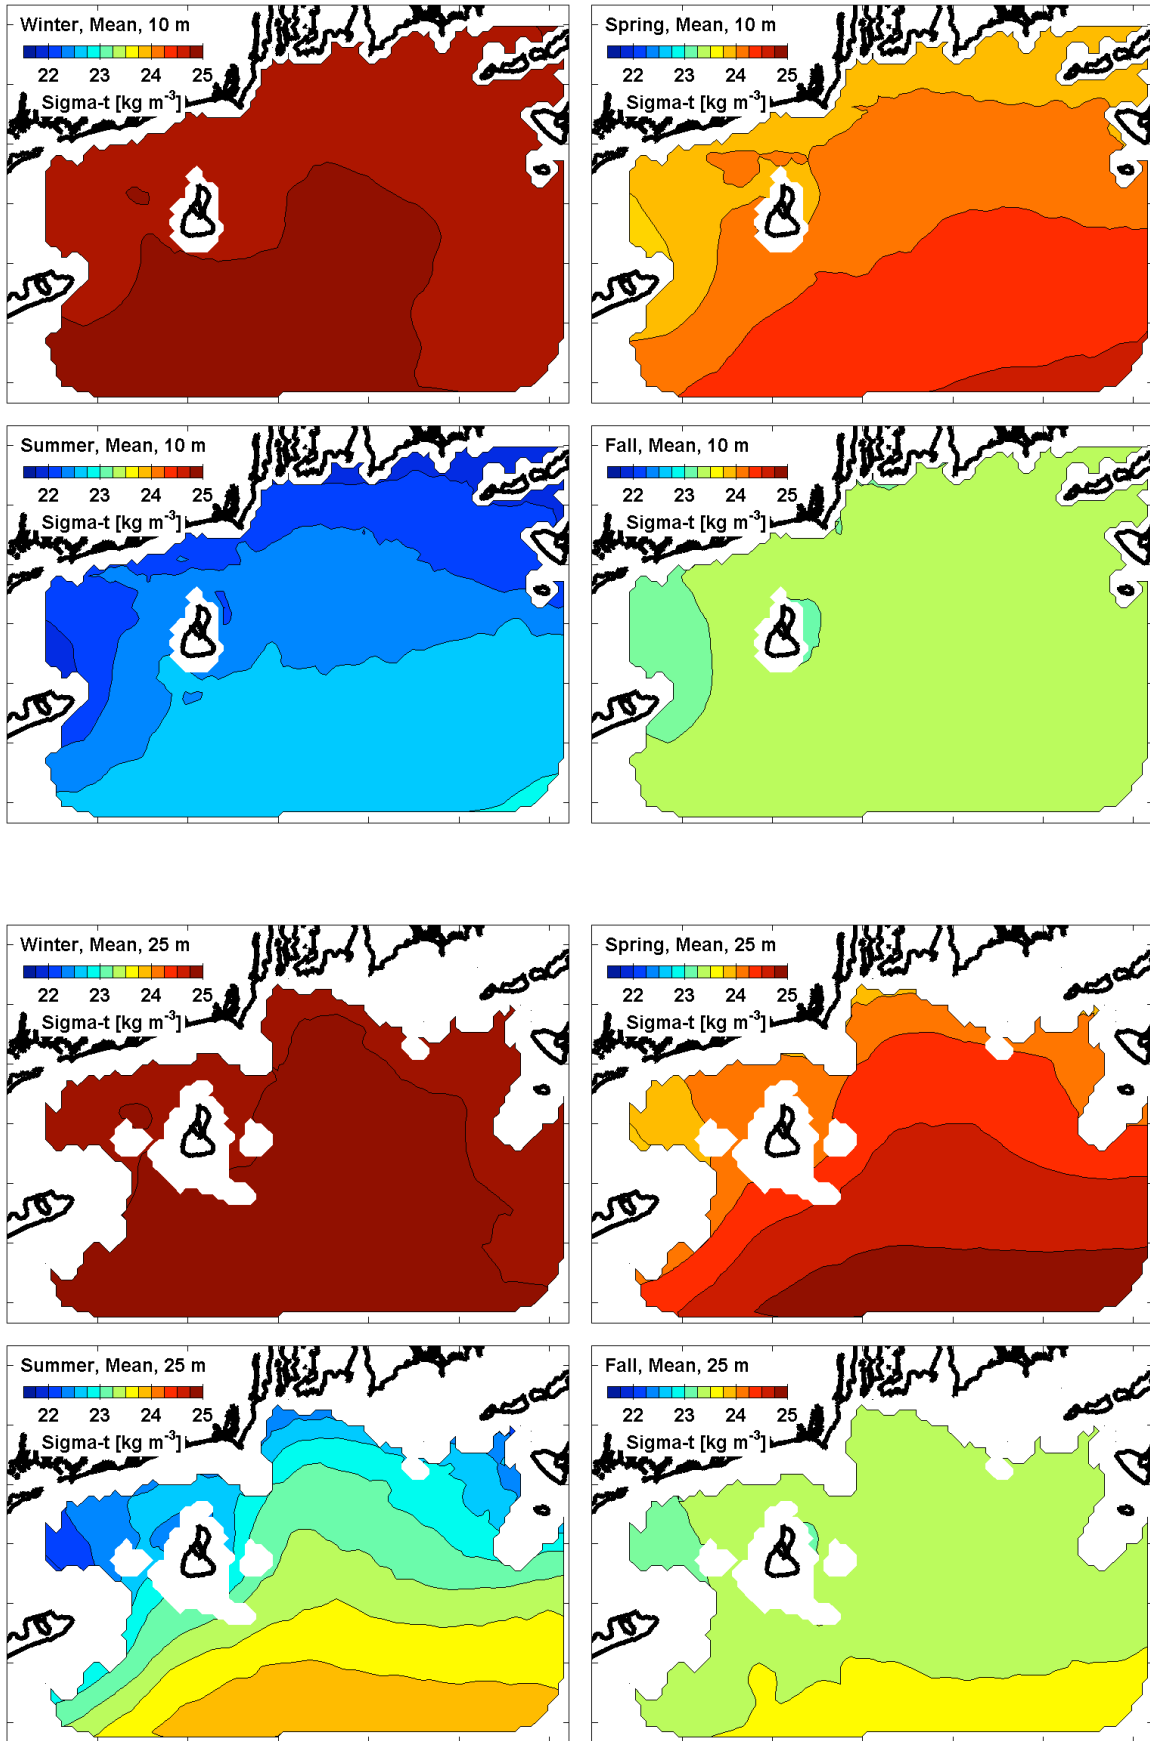 Winter, Mean, 10 m
22 23 24 25
Sigma-t [kg m-3]
Spring, Mean, 10 m
22 23 24 25
Sigma-t [kg m-3]
Summer, Mean, 10 m
22 23 24 25
Sigma-t [kg m-3]
Fall, Mean, 10 m
22 23 24 25
Sigma-t [kg m-3]
Winter, Mean, 25 m
22 23 24 25
Sigma-t [kg m-3]
Spring, Mean, 25 m
22 23 24 25
Sigma-t [kg m-3]
Summer, Mean, 25 m
22 23 24 25
Sigma-t [kg m-3]
Fall, Mean, 25 m
22 23 24 25
Sigma-t [kg m-3]